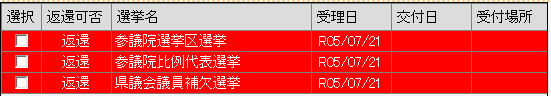 選択 返還可否 選挙名 受理日 交付日 受付場所
返還 参議院選挙区選挙 R05/07/21
返還 参議院比例代表選挙 R05/07/21
返還 県議会議員補欠選挙 R05/07/21